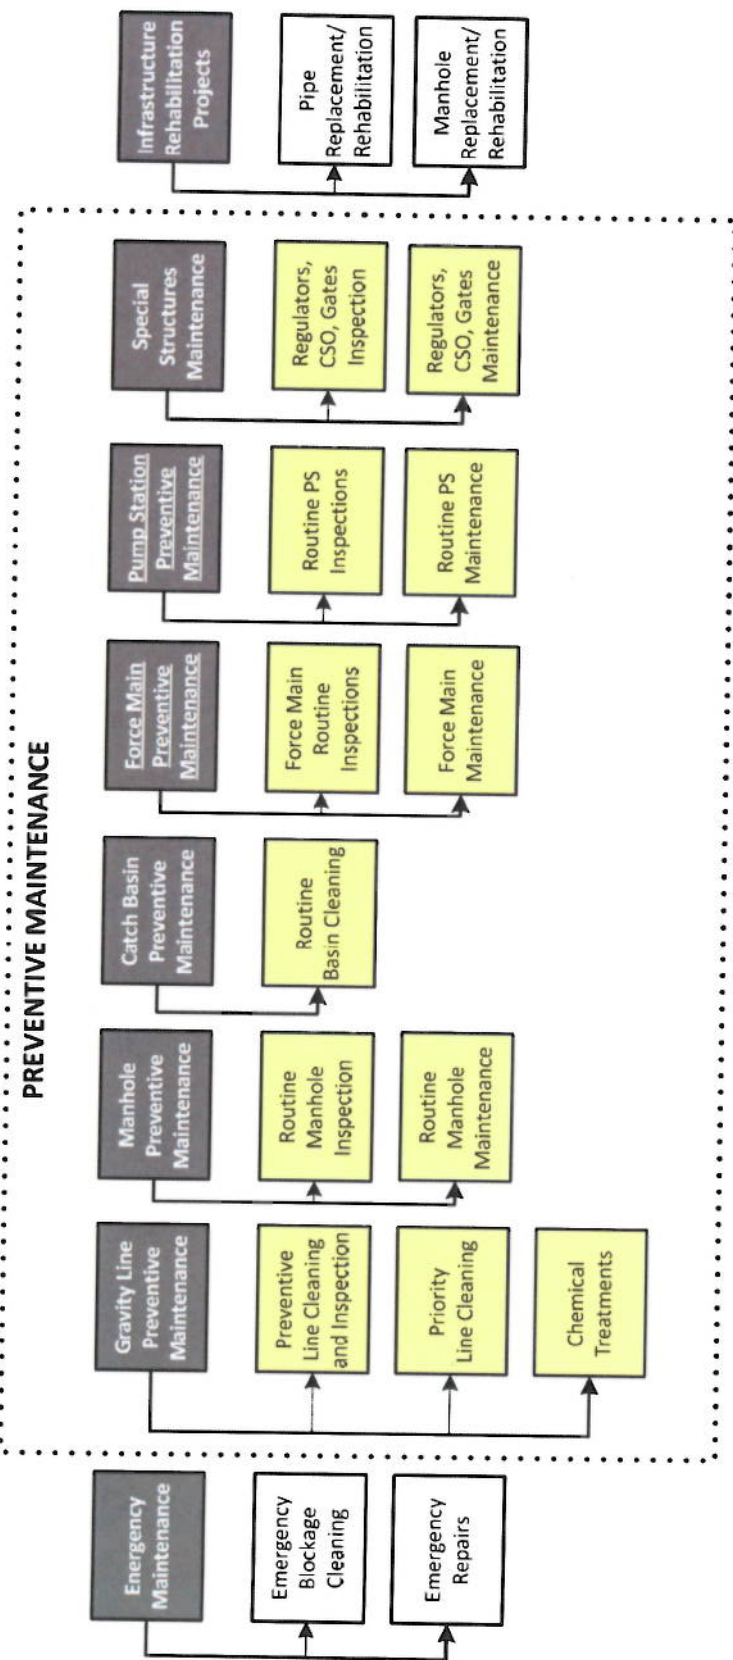 PREVENTIVE MAINTENANCE
Energency
Maintenance
Emergency
Blockage
Cleaning
Emergency
Repairs
Gravity Line
Preventive
Maintenance
Preventive
Line Cleaning
and Inspection
Priority
Line Cleaning
Chemical
Treatments
Manhole
Preventive
Maintenance
Routine
Manhole
Inspection
Routine
Manhole
Maintenance
Catch Basin
Preventive
Maintenance
Routine
Basin Cleaning
Force Main
Preventive
Maintenance
Force Main
Routine
Inspections
Force Main
Maintenance
Pump Station
Preventive
Maintenance
Routine PS
Inspections
Routine PS
Maintenance
Special
Structures
Maintenance
Regulators,
CSO, Gates
Inspection
Regulators,
CSO, Gates
Maintenance
Infrastructure
Rehabilitation
Projects
Pipe
Replacement/
Rehabilitation
Manhole
Replacement/
Rehabilitation